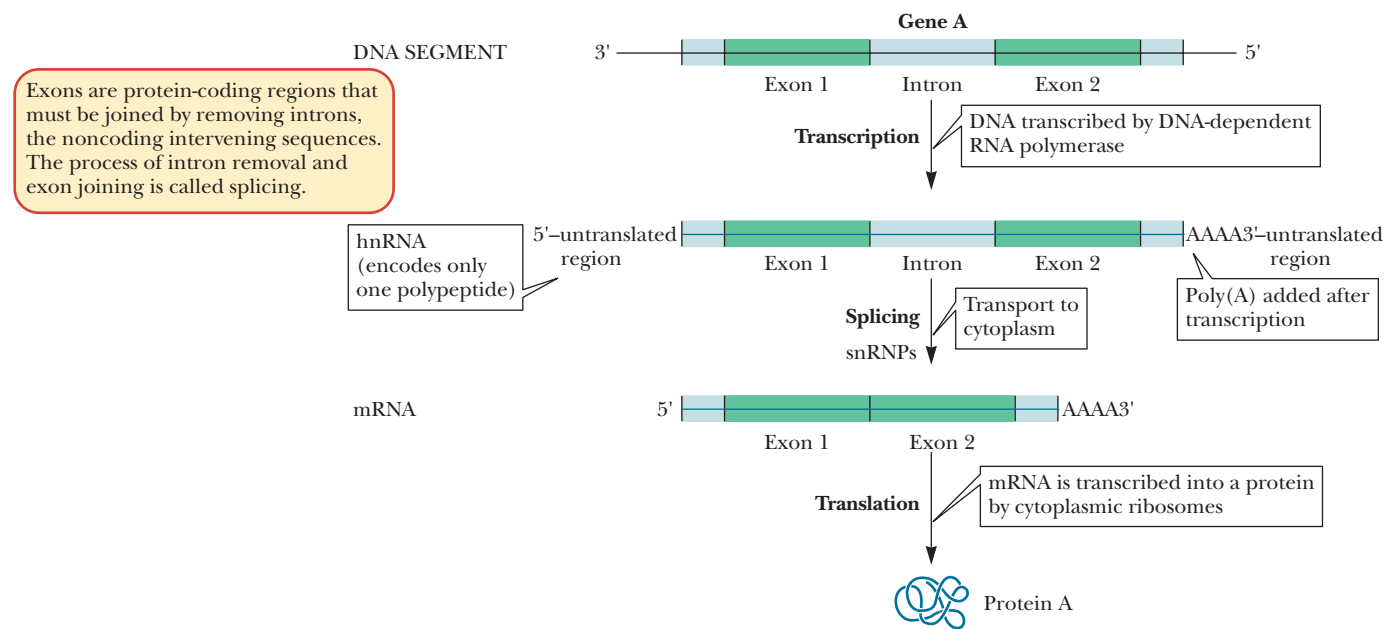 Gene A
DNA SEGMENT
3'
5'
Exon 1
Intron
Exon 2
Exons are protein-coding regions that
must be joined by removing introns,
the noncoding intervening sequences.
The process of intron removal and
exon joining is called splicing.
Transcription
DNA transcribed by DNA-dependent
RNA polymerase
hnRNA
(encodes only
one polypeptide)
5'–untranslated
region
Exon 1
Intron
Exon 2
AAAA3'–untranslated
region
Poly(A) added after
transcription
Splicing
snRNPs
Transport to
cytoplasm
mRNA
5'
AAAA3'
Exon 1
Exon 2
Translation
mRNA is transcribed into a protein
by cytoplasmic ribosomes
Protein A